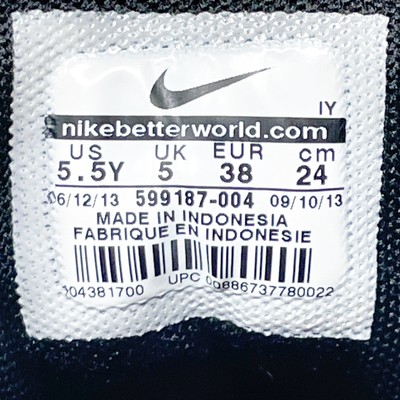 IY
nikebetterworld.com
US UK EUR cm
5.5Y 5 38 24
06/12/13 599187-004 09/10/13
MADE IN INDONESIA
FABRIQUE EN INDONESIE
04381700 UPC 00886737780022